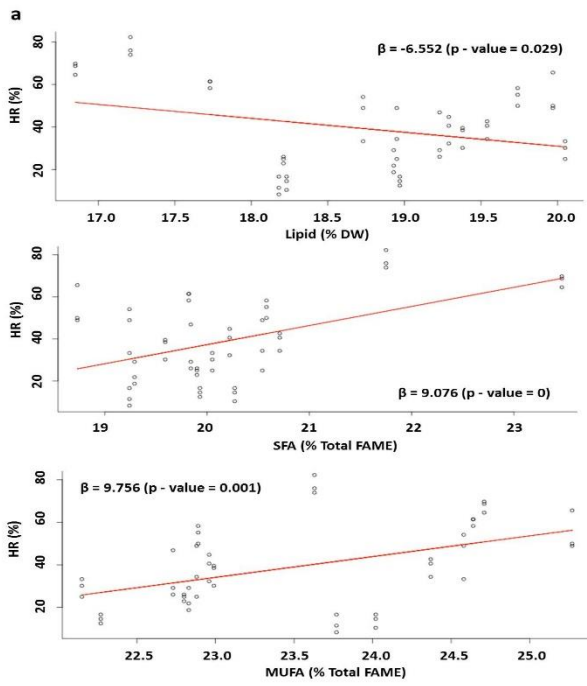 a
β = -6.552 (p - value = 0.029)
HR (%)
80
60
40
20
17.0 17.5 18.0 18.5 19.0 19.5 20.0
Lipid (% DW)
HR (%)
80
60
40
20
β = 9.076 (p - value = 0)
19 20 21 22 23
SFA (% Total FAME)
β = 9.756 (p - value = 0.001)
HR (%)
80
60
40
20
22.5 23.0 23.5 24.0 24.5 25.0
MUFA (% Total FAME)